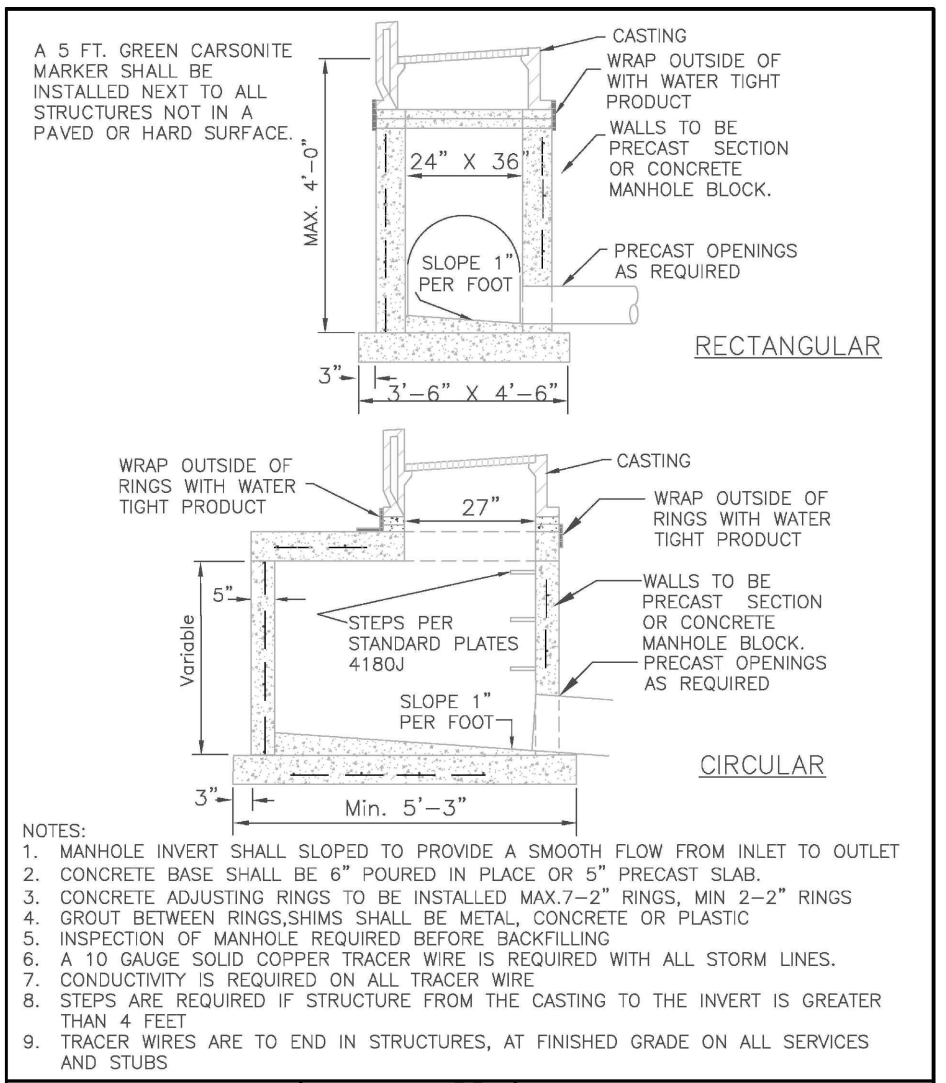 A 5 FT. GREEN CARSONITE
MARKER SHALL BE
INSTALLED NEXT TO ALL
STRUCTURES NOT IN A
PAVED OR HARD SURFACE.
CASTING
WRAP OUTSIDE OF
WITH WATER TIGHT
PRODUCT
WALLS TO BE
PRECAST SECTION
OR CONCRETE
MANHOLE BLOCK.
MAX. 4'-0"
24" X 36"
SLOPE 1"
PER FOOT
PRECAST OPENINGS
AS REQUIRED
RECTANGULAR
3"
3'-6" X 4'-6"
WRAP OUTSIDE OF
RINGS WITH WATER
TIGHT PRODUCT
CASTING
27"
WRAP OUTSIDE OF
RINGS WITH WATER
TIGHT PRODUCT
5"
Variable
STEPS PER
STANDARD PLATES
4180J
WALLS TO BE
PRECAST SECTION
OR CONCRETE
MANHOLE BLOCK.
PRECAST OPENINGS
AS REQUIRED
SLOPE 1"
PER FOOT
CIRCULAR
3"
Min. 5'-3"
NOTES:
1. MANHOLE INVERT SHALL SLOPED TO PROVIDE A SMOOTH FLOW FROM INLET TO OUTLET
2. CONCRETE BASE SHALL BE 6" POURED IN PLACE OR 5" PRECAST SLAB.
3. CONCRETE ADJUSTING RINGS TO BE INSTALLED MAX.7-2" RINGS, MIN 2-2" RINGS
4. GROUT BETWEEN RINGS,SHIMS SHALL BE METAL, CONCRETE OR PLASTIC
5. INSPECTION OF MANHOLE REQUIRED BEFORE BACKFILLING
6. A 10 GAUGE SOLID COPPER TRACER WIRE IS REQUIRED WITH ALL STORM LINES.
7. CONDUCTIVITY IS REQUIRED ON ALL TRACER WIRE
8. STEPS ARE REQUIRED IF STRUCTURE FROM THE CASTING TO THE INVERT IS GREATER
THAN 4 FEET
9. TRACER WIRES ARE TO END IN STRUCTURES, AT FINISHED GRADE ON ALL SERVICES
AND STUBS